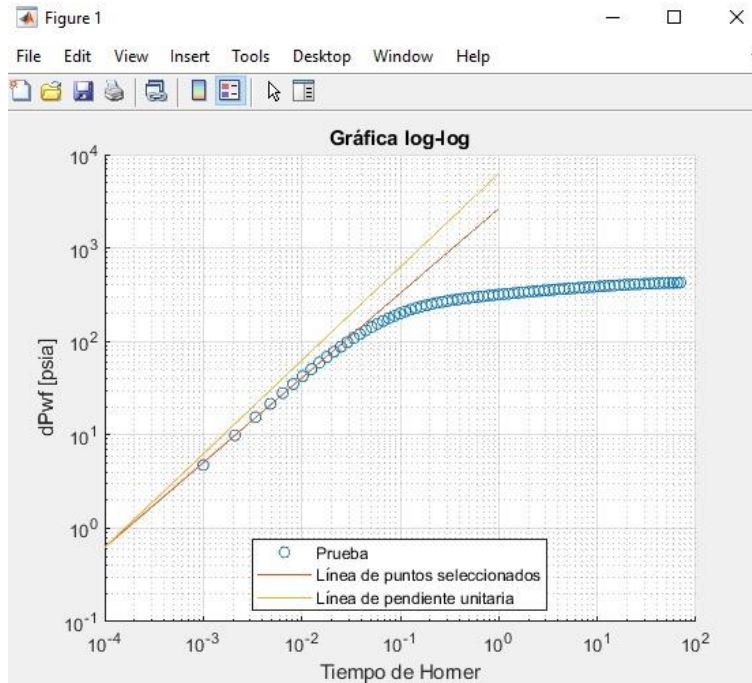 Figure 1
File Edit View Insert Tools Desktop Window Help
Gráfica log-log
10^4
10^3
10^2
10^1
10^0
10^-1
dPwf [psia]
Prueba
Línea de puntos seleccionados
Línea de pendiente unitaria
10^-4 10^-3 10^-2 10^-1 10^0 10^1 10^2
Tiempo de Horner